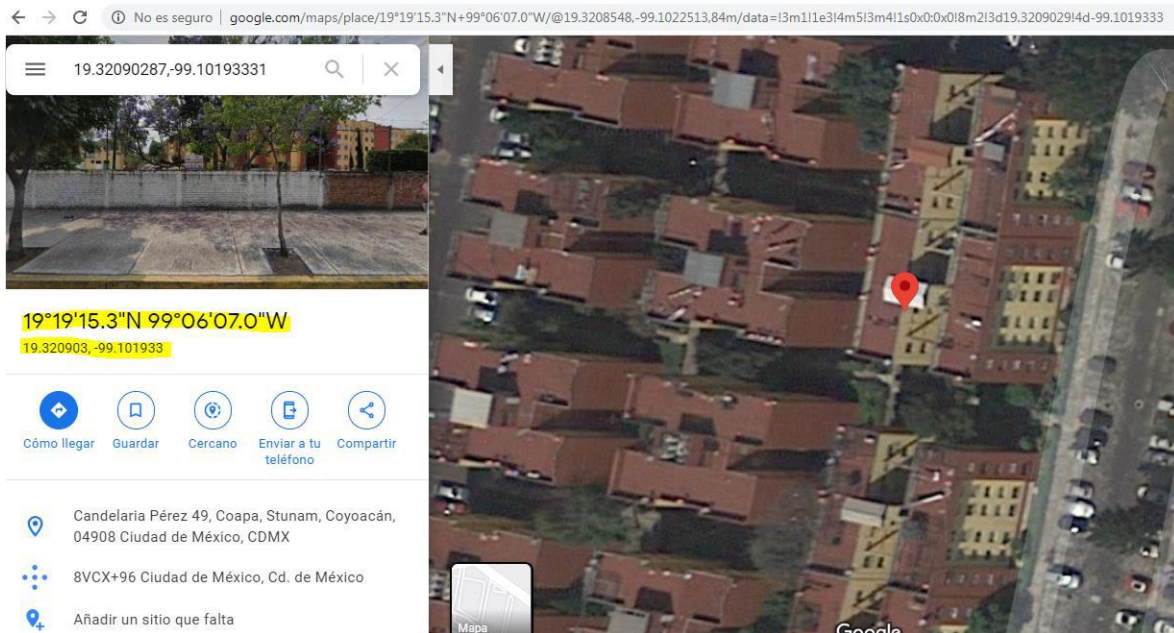 No es seguro | google.com/maps/place/19°19'15.3"N+99°06'07.0"W/@19.3208548,-99.1022513,84m/data=!3m1!1e3!4m5!3m4!1s0x0:0x0!8m2!3d19.3209029!4d-99.1019333
19.32090287,-99.10193331
19°19'15.3"N 99°06'07.0"W
19.320903, -99.101933
Cómo llegar
Guardar
Cercano
Enviar a tu
teléfono
Compartir
Candelaria Pérez 49, Coapa, Stunam, Coyoacán,
04908 Ciudad de México, CDMX
8VCX+96 Ciudad de México, Cd. de México
Añadir un sitio que falta
Mapa
Google